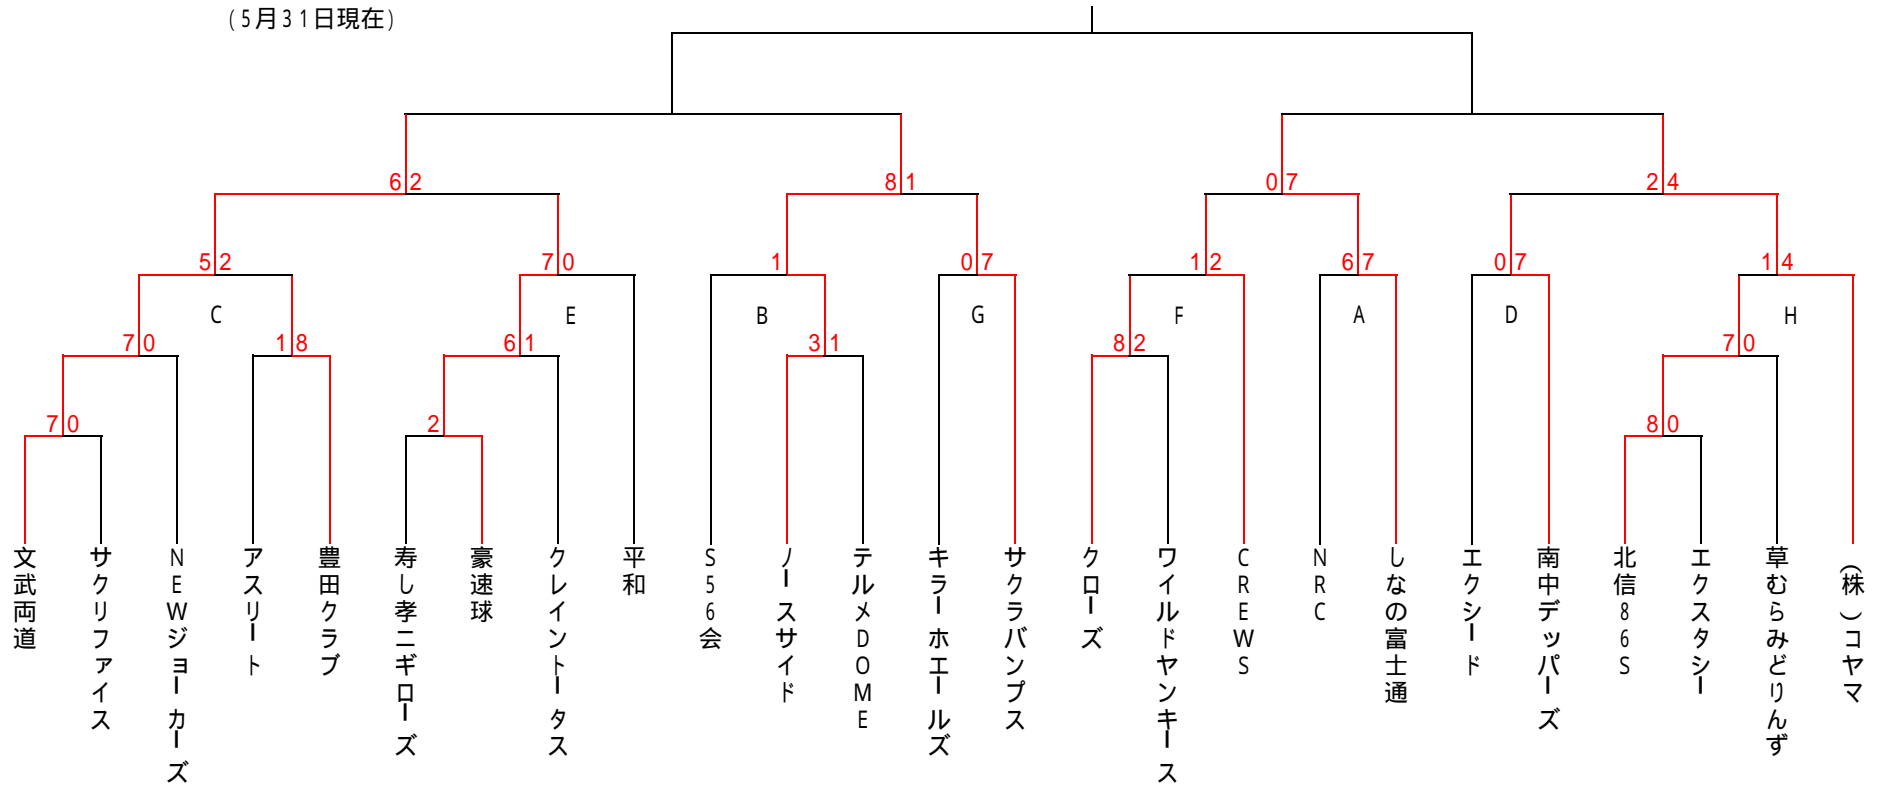 (5月31日現在)
6 2
8 1
0 7
2 4
5 2
7 0
1
0 7
1 2
6 7
0 7
1 4
C
E
B
G
F
A
D
H
7 0
1 8
6 1
3 1
8 2
7 0
7 0
2
8 0
文武両道
サクリファイス
NEWジョーカーズ
アスリート
豊田クラブ
寿し孝ニギローズ
豪速球
クレイントータス
平和
S56会
ノースサイド
テルメDOME
キラーホエールズ
サクラバンプス
クローズ
ワイルドヤンキース
CREWS
NRC
しなの富士通
エクシード
南中デッパーズ
北信86S
エクスタシー
草むらみどりんず
(株)コヤマ